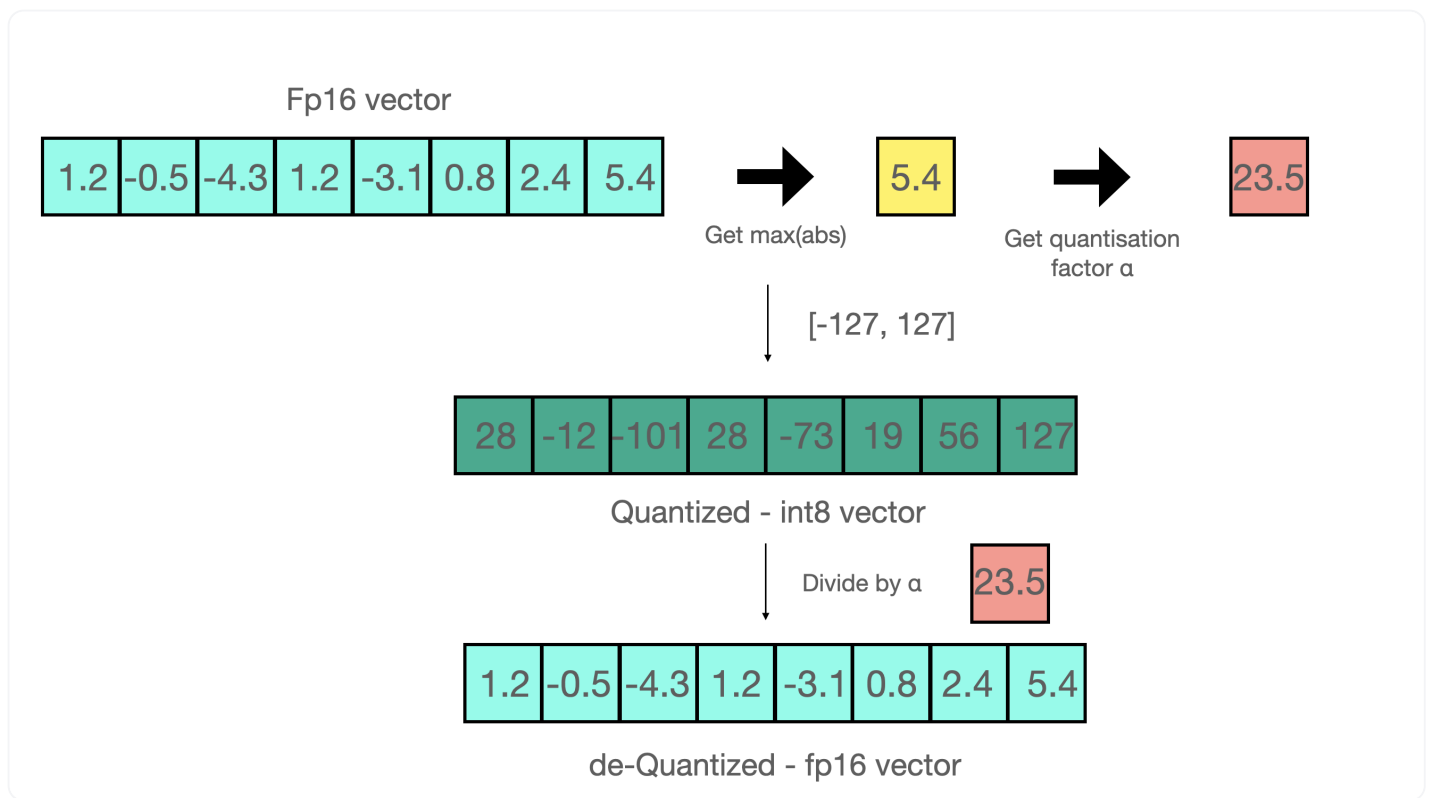 Fp16 vector
1.2 -0.5 -4.3 1.2 -3.1 0.8 2.4 5.4
Get max(abs)
5.4
Get quantisation
factor α
23.5
[-127, 127]
28 -12 -101 28 -73 19 56 127
Quantized - int8 vector
Divide by α
23.5
1.2 -0.5 -4.3 1.2 -3.1 0.8 2.4 5.4
de-Quantized - fp16 vector